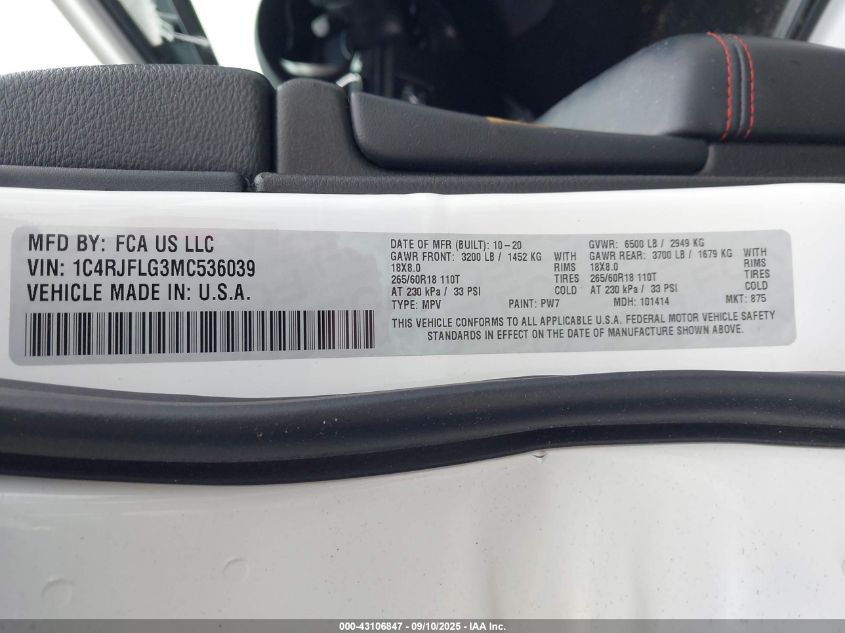 MFD BY: FCA US LLC
VIN: 1C4RJFLG3MC536039
VEHICLE MADE IN: U.S.A.
DATE OF MFR (BUILT): 10-20
GAWR FRONT: 3200 LB / 1452 KG WITH
18X8.0 RIMS
265/60R18 110T TIRES
AT 230 kPa / 33 PSI COLD
TYPE: MPV PAINT: PW7
GVWR: 6500 LB / 2949 KG
GAWR REAR: 3700 LB / 1679 KG WITH
18X8.0 RIMS
265/60R18 110T TIRES
AT 230 kPa / 33 PSI COLD
MDH: 101414 MKT: 875
THIS VEHICLE CONFORMS TO ALL APPLICABLE U.S.A. FEDERAL MOTOR VEHICLE SAFETY
STANDARDS IN EFFECT ON THE DATE OF MANUFACTURE SHOWN ABOVE.
000-43106847 - 09/10/2025 - IAA Inc.